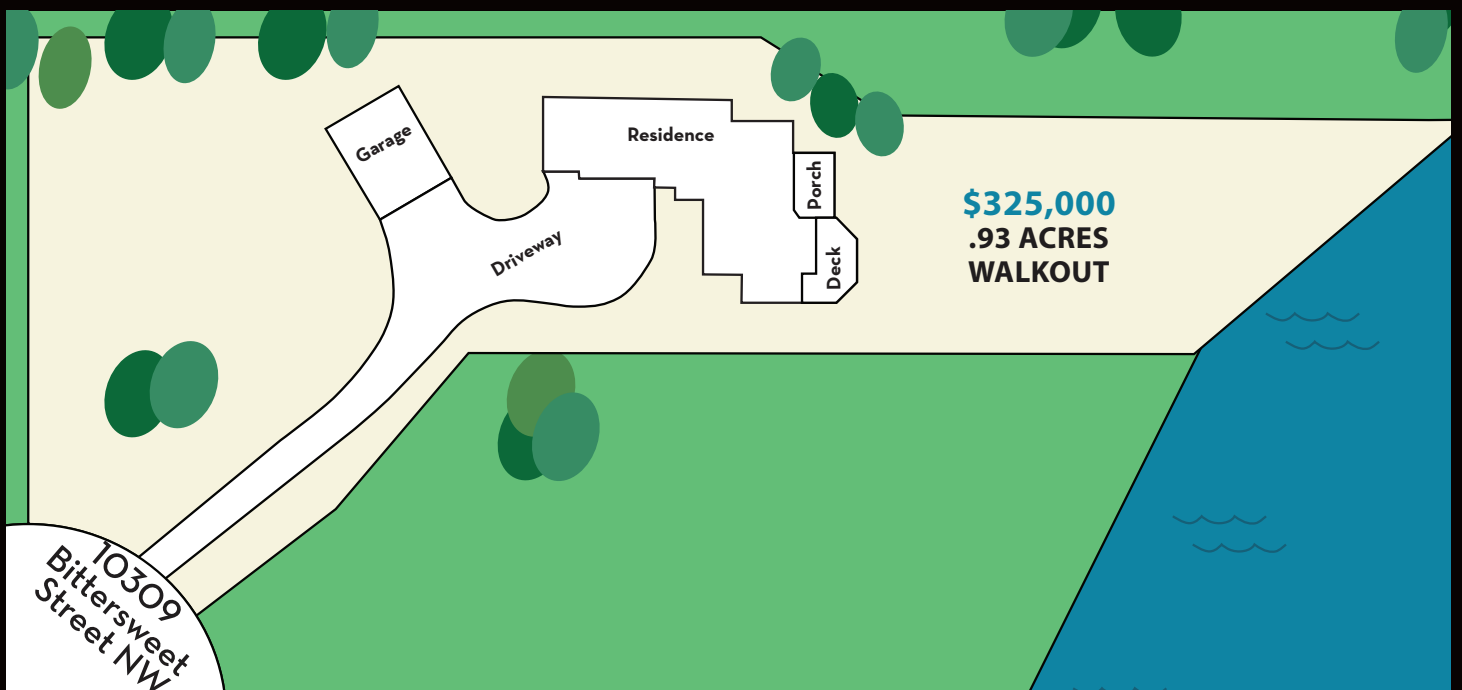 Garage
Residence
Porch
Driveway
Deck
$325,000
.93 ACRES
WALKOUT
10309
Bittersweet
Street NW